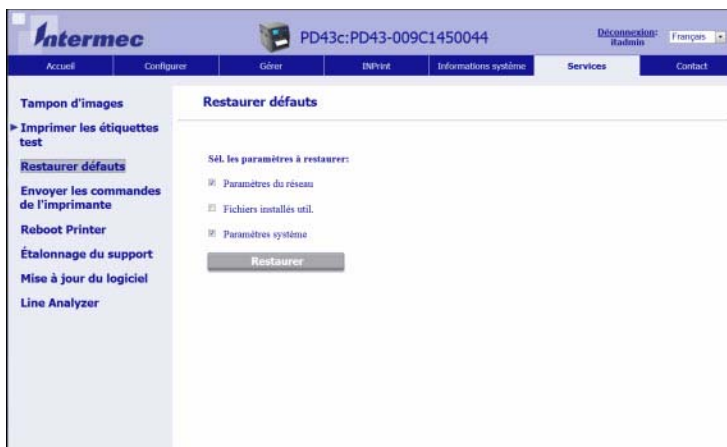 Intermec
PD43c:PD43-009C1450044
Déconnexion:
itadmin
Français
Accueil
Configurer
Gérer
INPrint
Informations système
Services
Contact
Tampon d'images
Imprimer les étiquettes
test
Restaurer défauts
Envoyer les commandes
de l'imprimante
Reboot Printer
Étalonnage du support
Mise à jour du logiciel
Line Analyzer
Restaurer défauts
Sél. les paramètres à restaurer:
Paramètres du réseau
Fichiers installés util.
Paramètres système
Restaurer